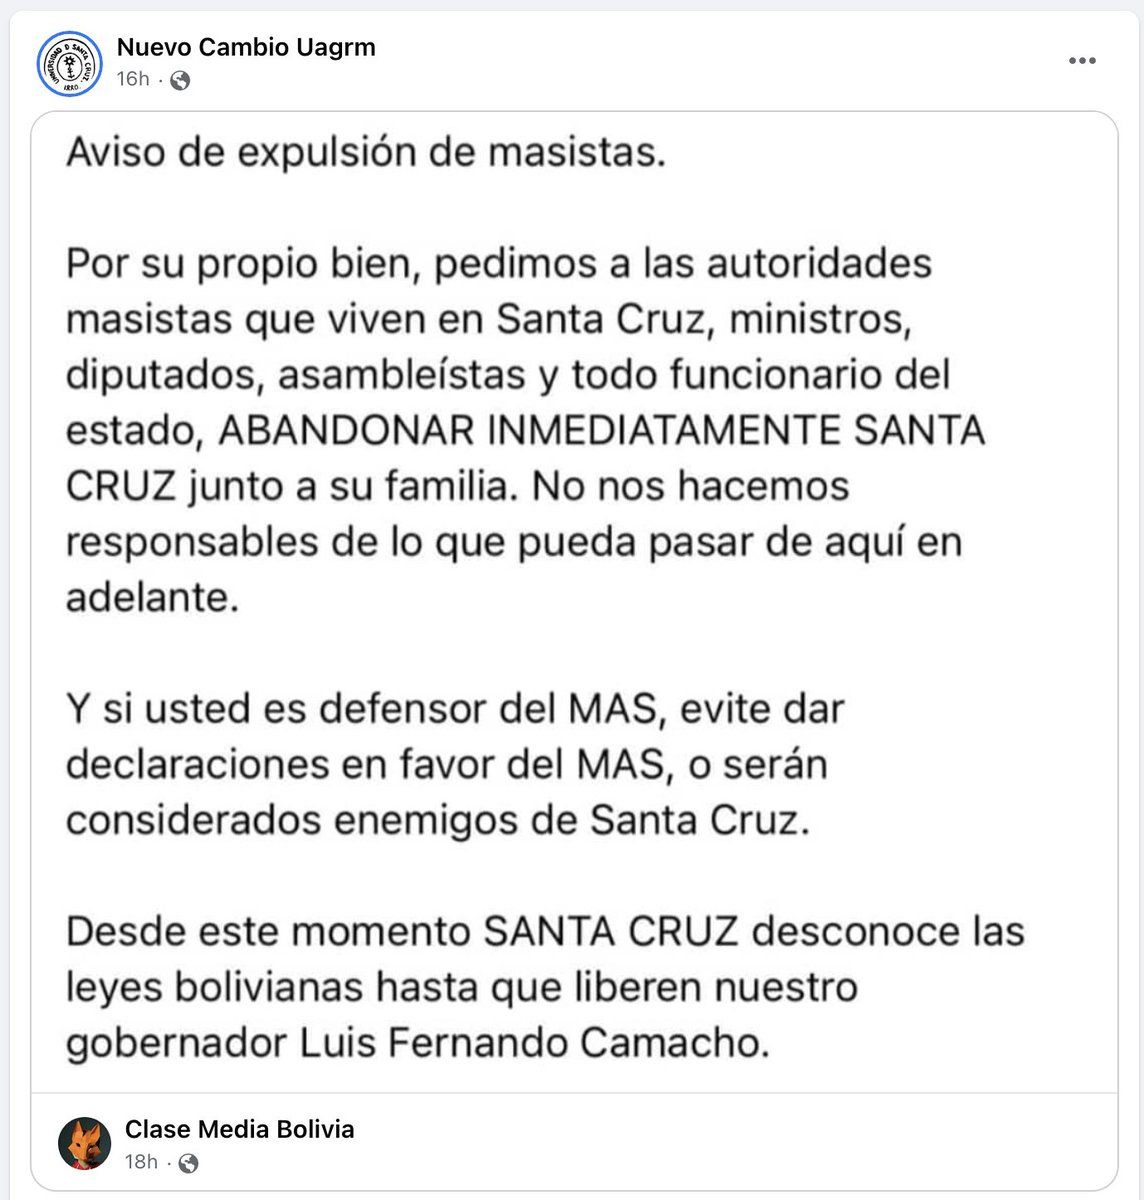 Nuevo Cambio Uagrm
16h ·
Aviso de expulsión de masistas.
Por su propio bien, pedimos a las autoridades
masistas que viven en Santa Cruz, ministros,
diputados, asambleístas y todo funcionario del
estado, ABANDONAR INMEDIATAMENTE SANTA
CRUZ junto a su familia. No nos hacemos
responsables de lo que pueda pasar de aquí en
adelante.
Y si usted es defensor del MAS, evite dar
declaraciones en favor del MAS, o serán
considerados enemigos de Santa Cruz.
Desde este momento SANTA CRUZ desconoce las
leyes bolivianas hasta que liberen nuestro
gobernador Luis Fernando Camacho.
Clase Media Bolivia
18h ·